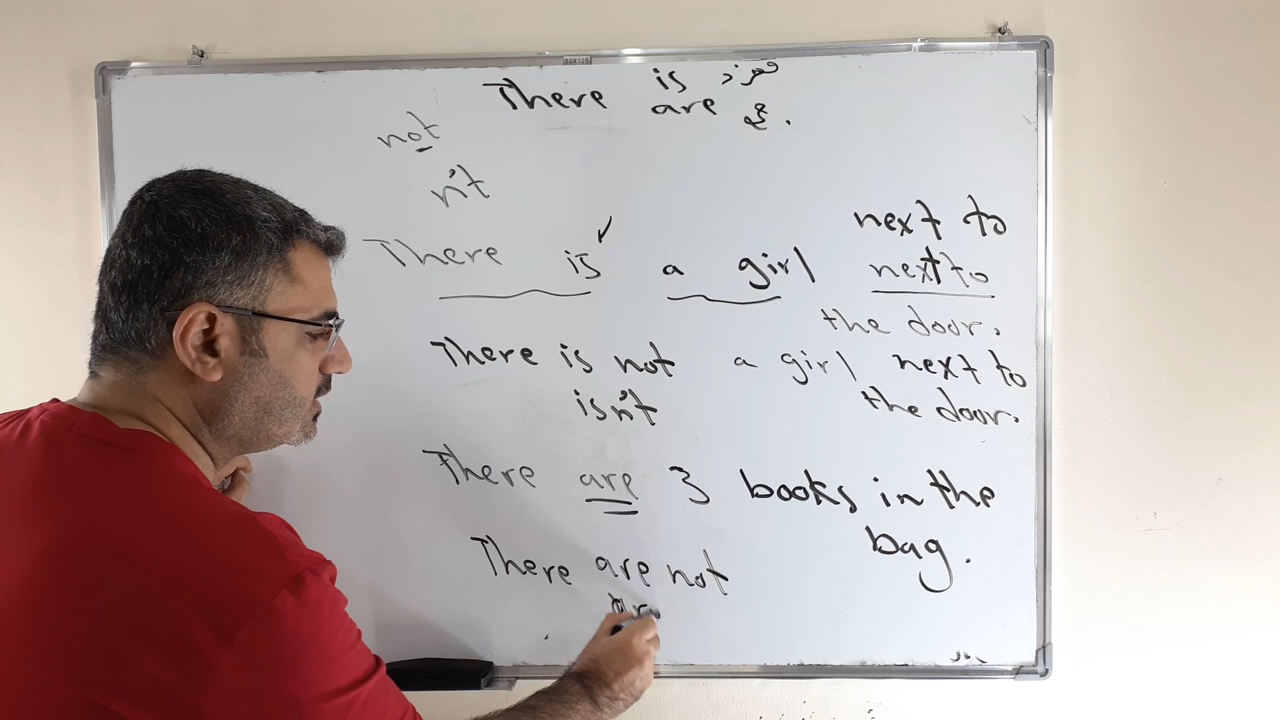 There is مفرد
are جمع.
not
n't
There is a girl next to
next to
the door.
There is not a girl next to
isn't the door.
There are 3 books in the
bag.
There are not
ar